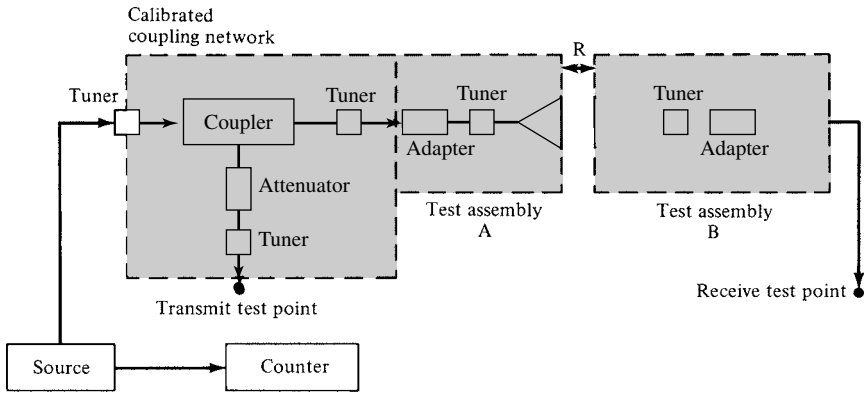 Calibrated
coupling network
R
Tuner
Tuner
Tuner
Tuner
Coupler
Adapter
Adapter
Attenuator
Test assembly
A
Test assembly
B
Tuner
Transmit test point
Receive test point
Source
Counter